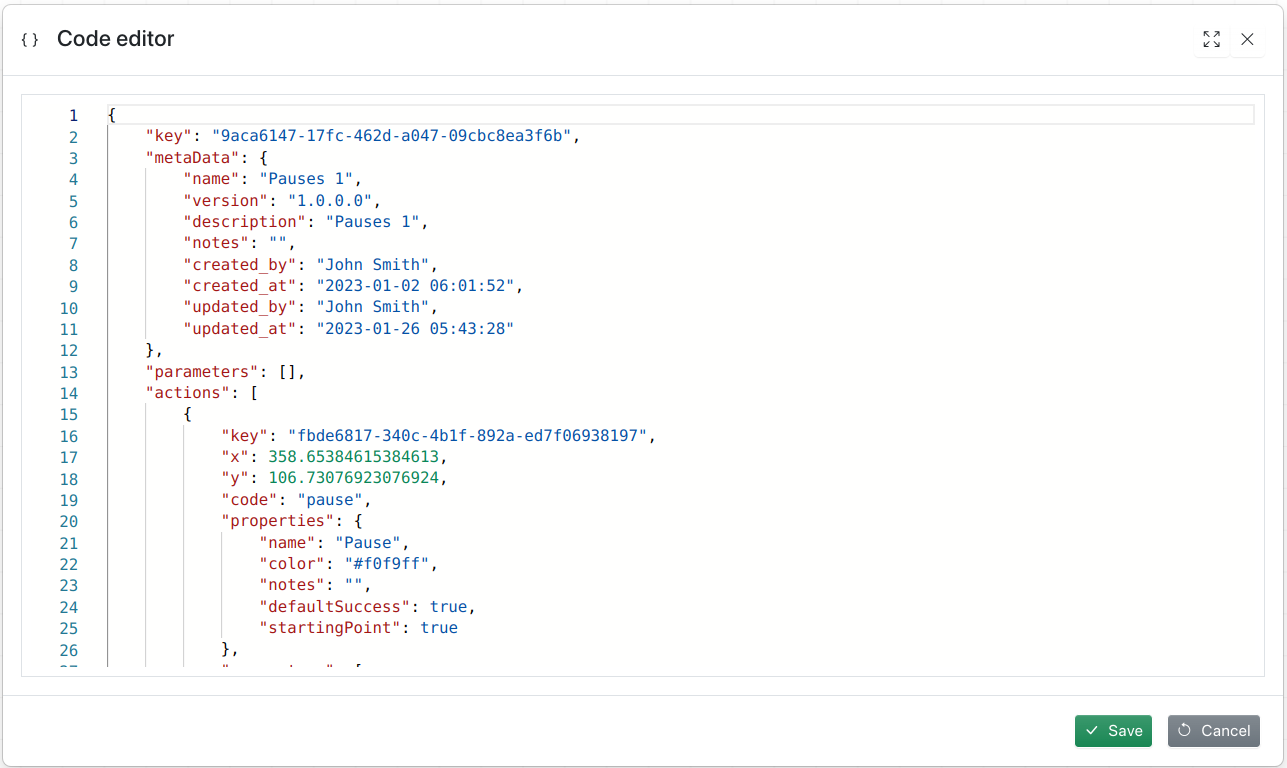 { } Code editor
1 {
2 "key": "9aca6147-17fc-462d-a047-09cbc8ea3f6b",
3 "metaData": {
4 "name": "Pauses 1",
5 "version": "1.0.0.0",
6 "description": "Pauses 1",
7 "notes": "",
8 "created_by": "John Smith",
9 "created_at": "2023-01-02 06:01:52",
10 "updated_by": "John Smith",
11 "updated_at": "2023-01-26 05:43:28"
12 },
13 "parameters": [],
14 "actions": [
15 {
16 "key": "fbde6817-340c-4b1f-892a-ed7f06938197",
17 "x": 358.65384615384613,
18 "y": 106.73076923076924,
19 "code": "pause",
20 "properties": {
21 "name": "Pause",
22 "color": "#f0f9ff",
23 "notes": "",
24 "defaultSuccess": true,
25 "startingPoint": true
26 },
Save Cancel